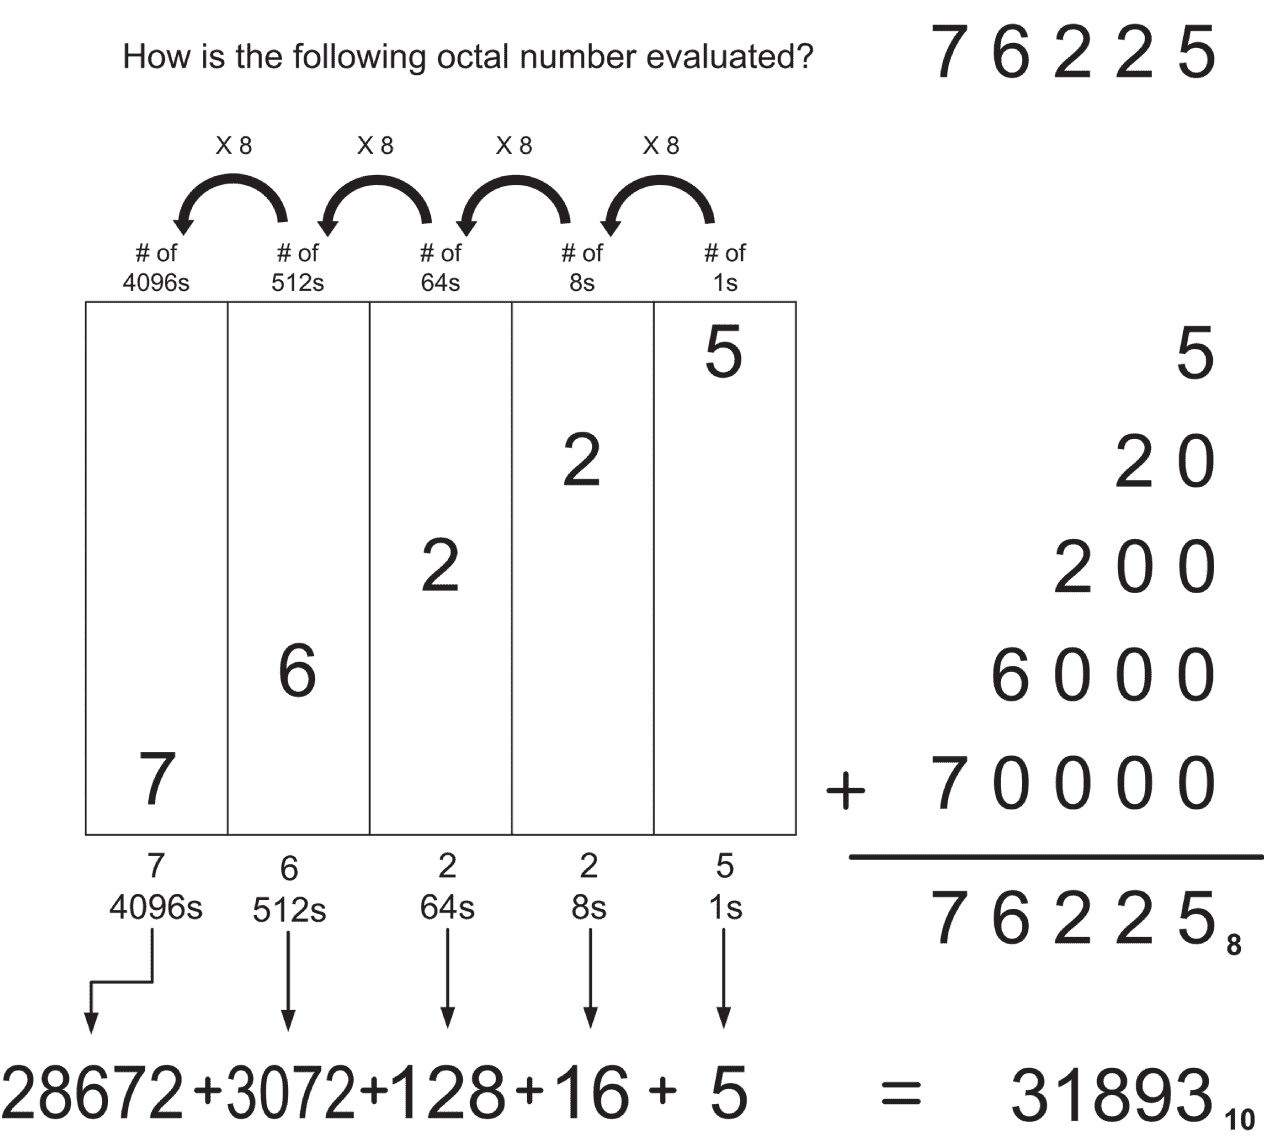 How is the following octal number evaluated? 7 6 2 2 5
X 8 X 8 X 8 X 8
# of # of # of # of # of
4096s 512s 64s 8s 1s
5 5
2 2 0
2 2 0 0
6 6 0 0 0
7 + 7 0 0 0 0
7 6 2 2 5
4096s 512s 64s 8s 1s
7 6 2 2 5 8
28672 + 3072 + 128 + 16 + 5 = 31893 10